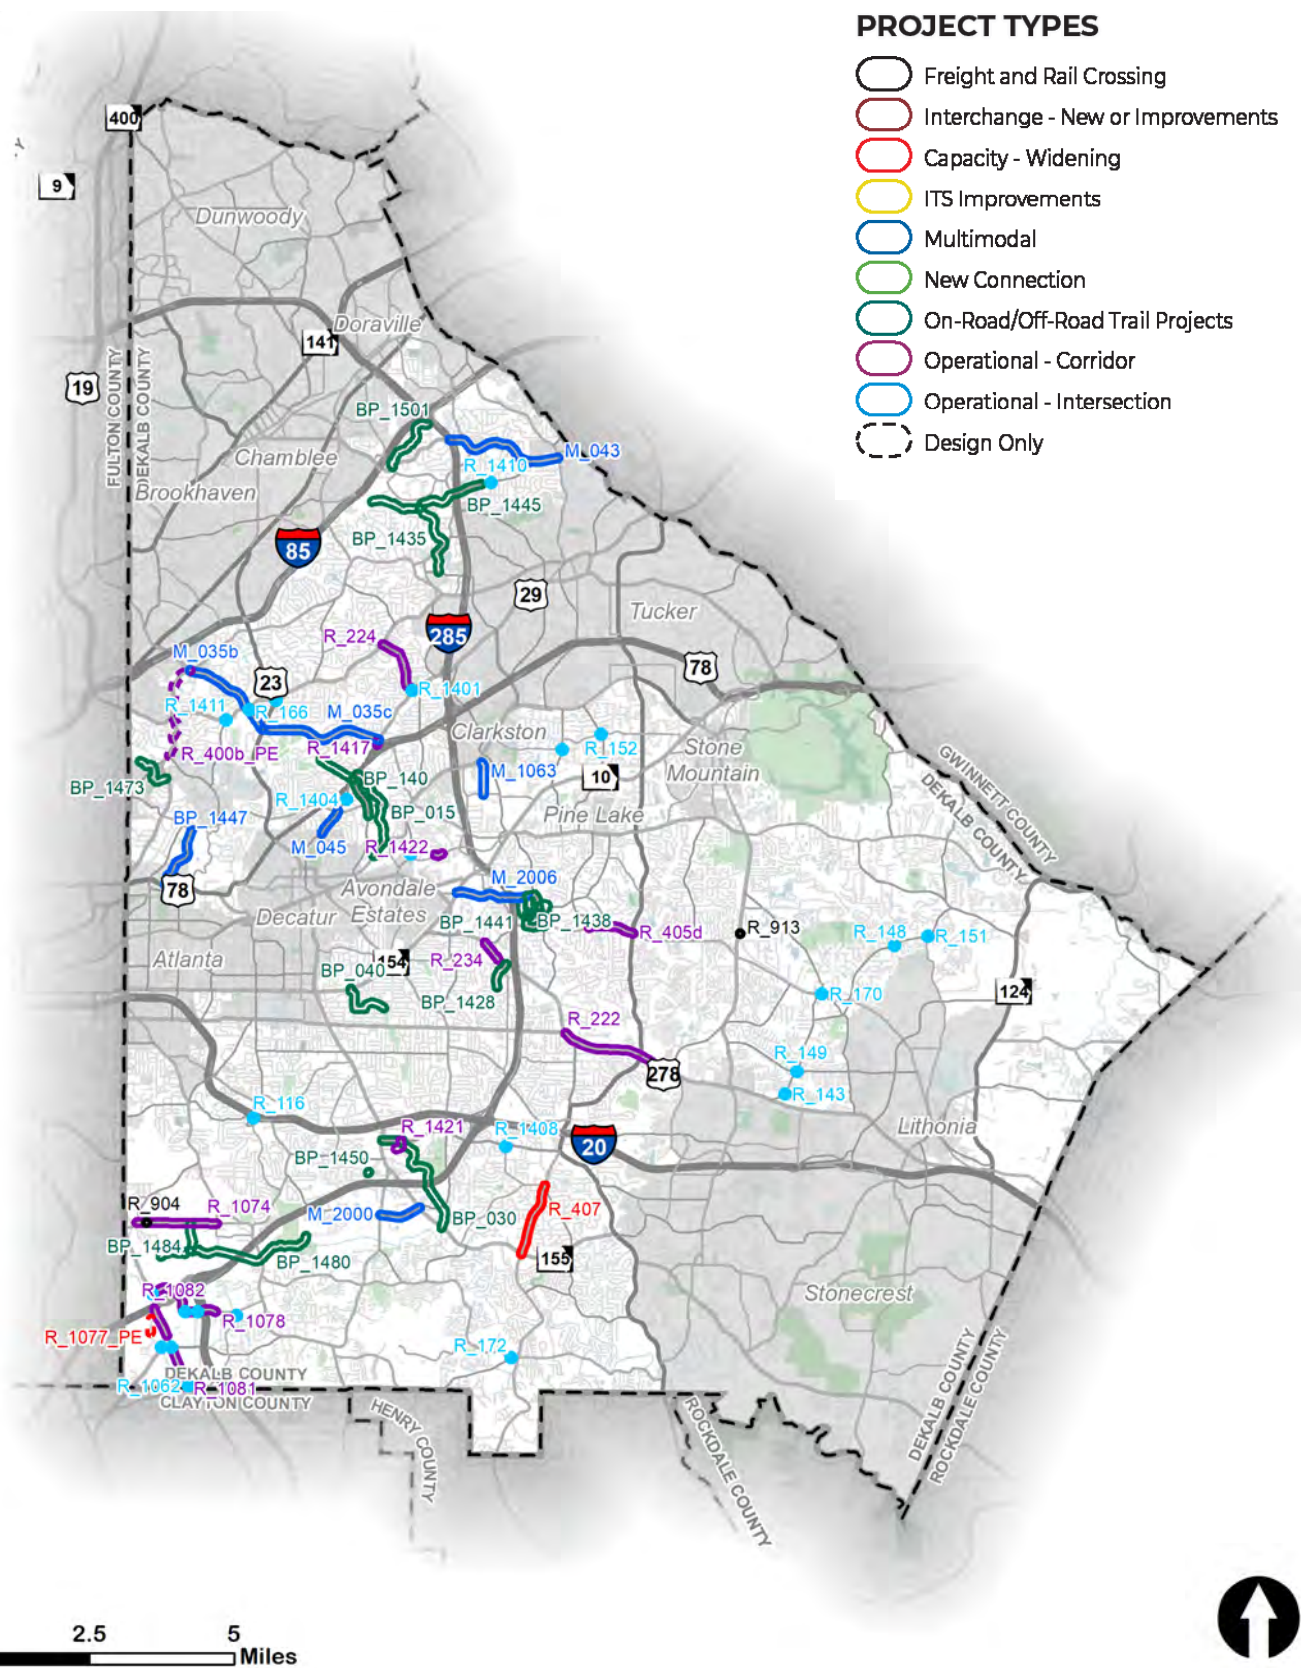 PROJECT TYPES
Freight and Rail Crossing
Interchange - New or Improvements
Capacity - Widening
ITS Improvements
Multimodal
New Connection
On-Road/Off-Road Trail Projects
Operational - Corridor
Operational - Intersection
Design Only
400
9
Dunwoody
Doraville
141
19
FULTON COUNTY
DEKALB COUNTY
BP_1501
Chamblee
M_043
R_1410
Brookhaven
BP_1445
BP_1435
85
29
Tucker
285
R_224
M_035b
78
23
R_1401
R_1411
R_166
M_035c
Clarkston
R_1417
R_152
Stone
Mountain
R_400b_PE
GWINNETT COUNTY
DEKALB COUNTY
M_1063
10
BP_140
BP_1473
R_1404
BP_015
Pine Lake
BP_1447
M_045
R_1422
78
M_2006
Avondale
Estates
Decatur
BP_1441
BP_1438
R_405d
R_913
R_148
R_151
Atlanta
154
R_234
BP_040
BP_1428
R_170
124
R_222
278
R_149
R_143
R_116
R_1421
R_1408
Lithonia
20
BP_1450
R_904
R_1074
M_2000
BP_030
R_407
BP_1484
BP_1480
155
R_1082
Stonecrest
R_1078
R_1077_PE
R_172
DEKALB COUNTY
R_1062
R_1081
CLAYTON COUNTY
HENRY COUNTY
ROCKDALE COUNTY
DEKALB COUNTY
ROCKDALE COUNTY
2.5
5
Miles